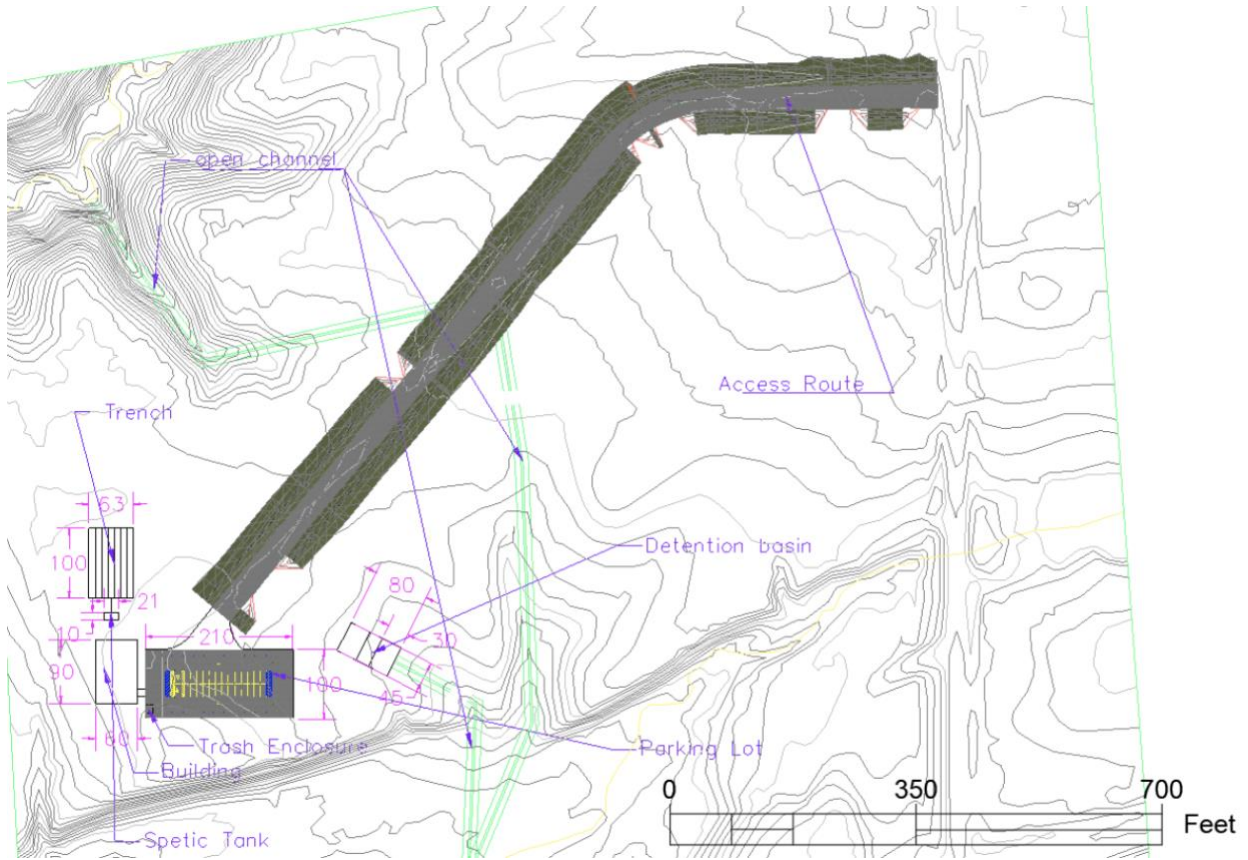 open channel
Access Route
Trench
63
100
21
10
Detention basin
80
30
45
210
100
90
60
Trash Enclosure
Parking Lot
Building
Spetic Tank
0 350 700
Feet